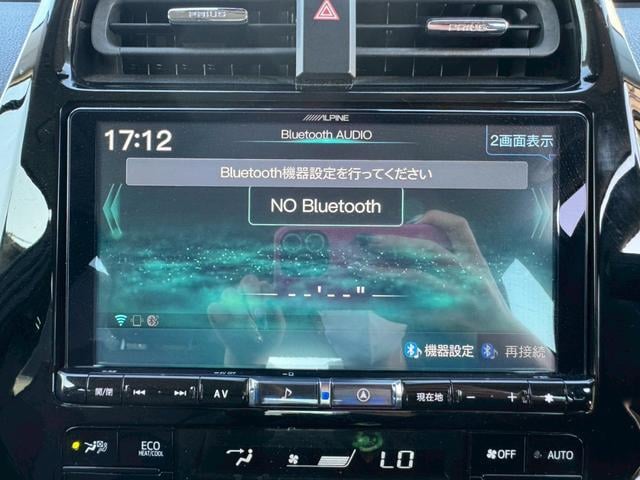 PRIUS
PRIUS
ALPINE
17:12
Bluetooth AUDIO
2画面表示
Bluetooth機器設定を行ってください
NO Bluetooth
--'--"
機器設定
再接続
開/閉
AV
現在地
− +
ECO
HEAT/COOL
LO
OFF
AUTO